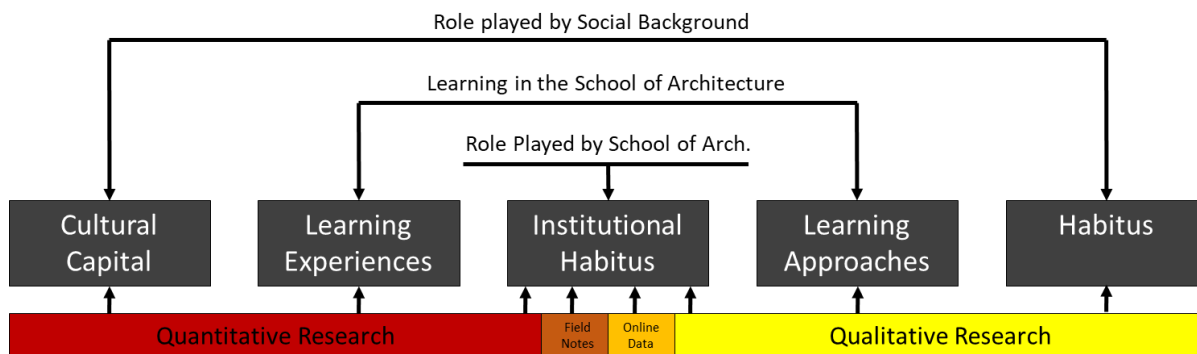 Role played by Social Background
Learning in the School of Architecture
Role Played by School of Arch.
Cultural
Capital
Learning
Experiences
Institutional
Habitus
Learning
Approaches
Habitus
Quantitative Research
Field
Notes
Online
Data
Qualitative Research